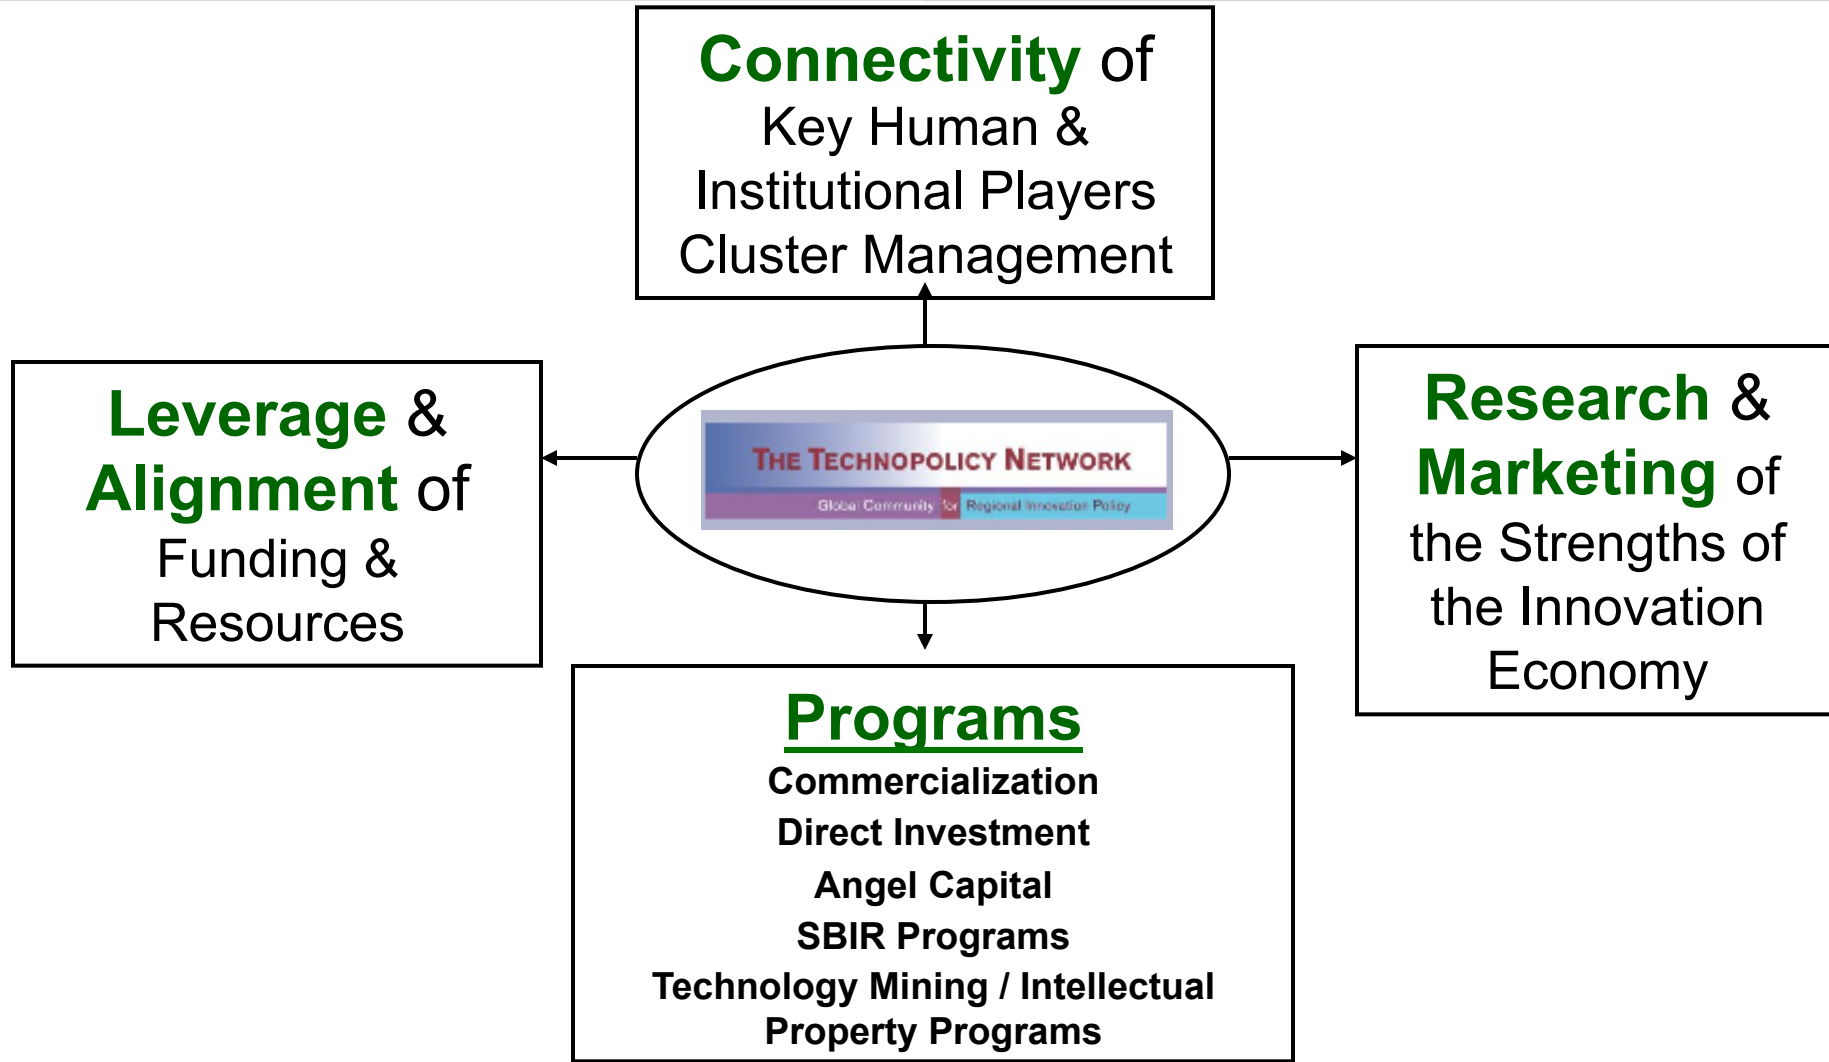 Connectivity of
Key Human &
Institutional Players
Cluster Management
Leverage &
Alignment of
Funding &
Resources
THE TECHNOPOLICY NETWORK
Global Community for Regional Innovation Policy
Research &
Marketing of
the Strengths of
the Innovation
Economy
Programs
Commercialization
Direct Investment
Angel Capital
SBIR Programs
Technology Mining / Intellectual
Property Programs